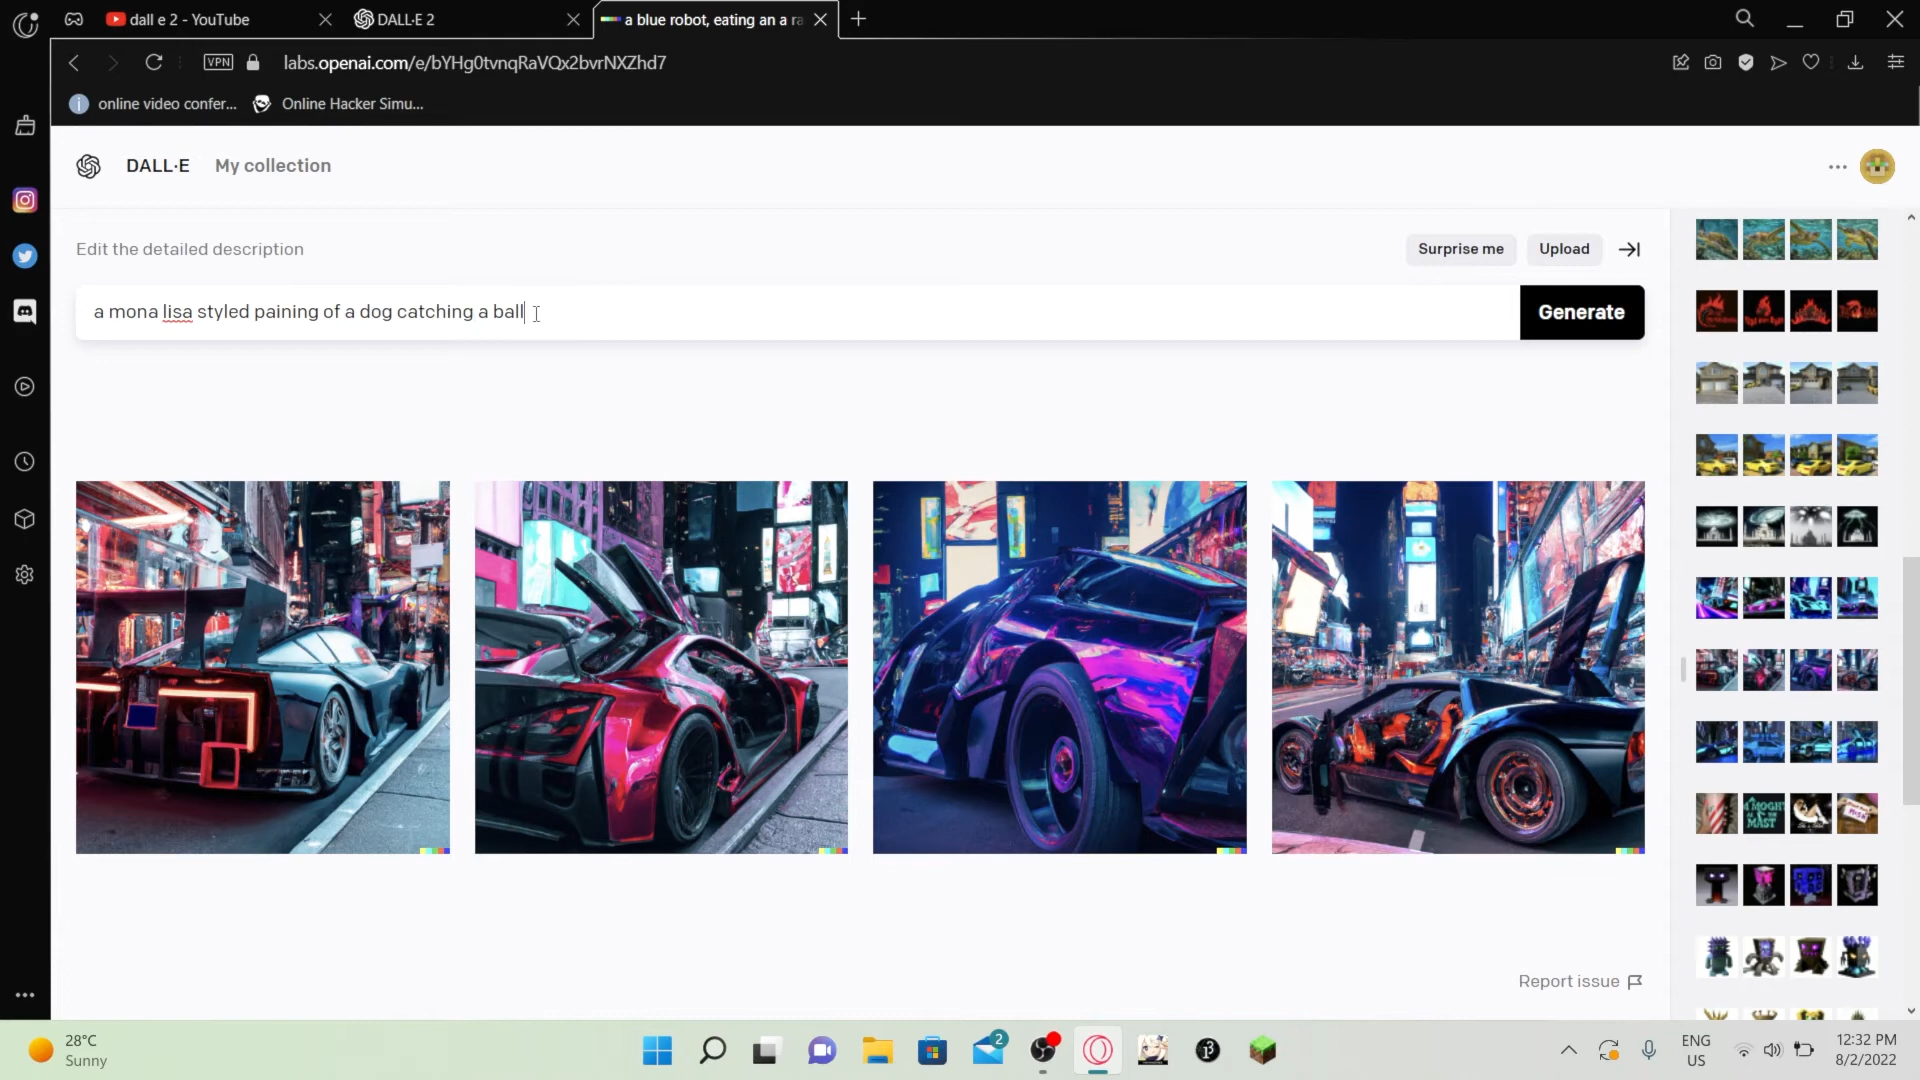 dall e 2 - YouTube
DALL·E 2
a blue robot, eating an a ra
VPN
labs.openai.com/e/bYHg0tvnqRaVQx2bvrNXZhd7
online video confer...
Online Hacker Simu...
DALL·E
My collection
Edit the detailed description
Surprise me
Upload
a mona lisa styled paining of a dog catching a ball
Generate
Report issue
28°C
Sunny
2
ENG
US
12:32 PM
8/2/2022